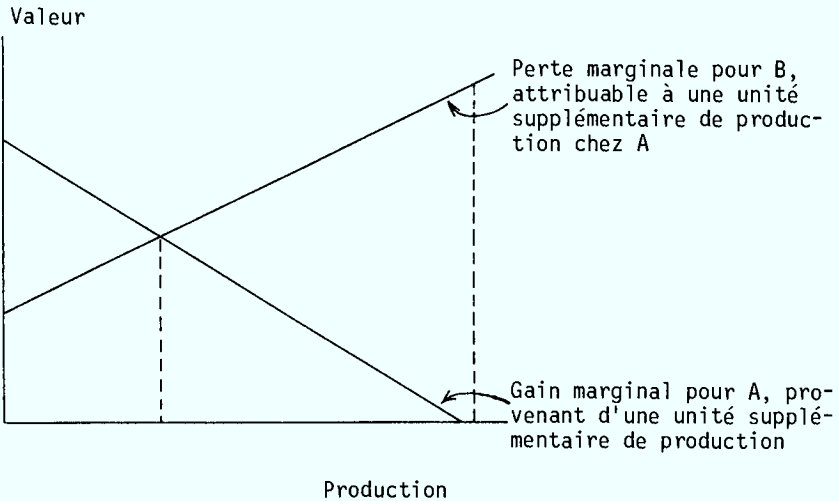 Valeur
Perte marginale pour B,
attribuable à une unité
supplémentaire de produc-
tion chez A
Gain marginal pour A, pro-
venant d'une unité supplé-
mentaire de production
Production